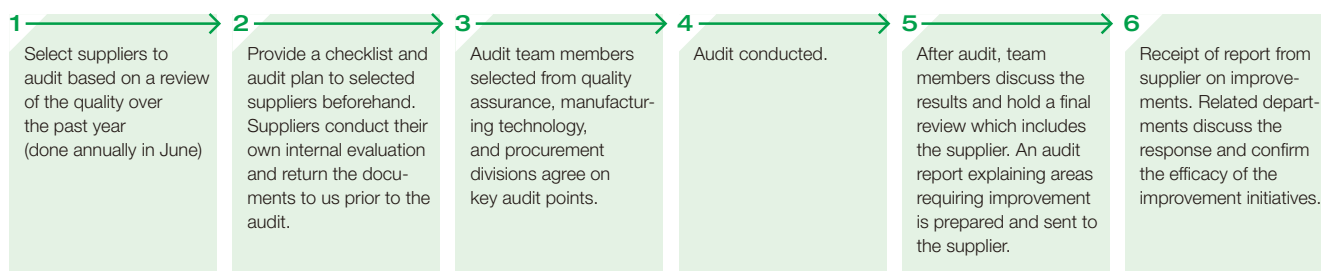 1
Select suppliers to
audit based on a review
of the quality over
the past year
(done annually in June)
2
Provide a checklist and
audit plan to selected
suppliers beforehand.
Suppliers conduct their
own internal evaluation
and return the docu-
ments to us prior to the
audit.
3
Audit team members
selected from quality
assurance, manufactur-
ing technology,
and procurement
divisions agree on
key audit points.
4
Audit conducted.
5
After audit, team
members discuss the
results and hold a final
review which includes
the supplier. An audit
report explaining areas
requiring improvement
is prepared and sent to
the supplier.
6
Receipt of report from
supplier on improve-
ments. Related depart-
ments discuss the
response and confirm
the efficacy of the
improvement initiatives.